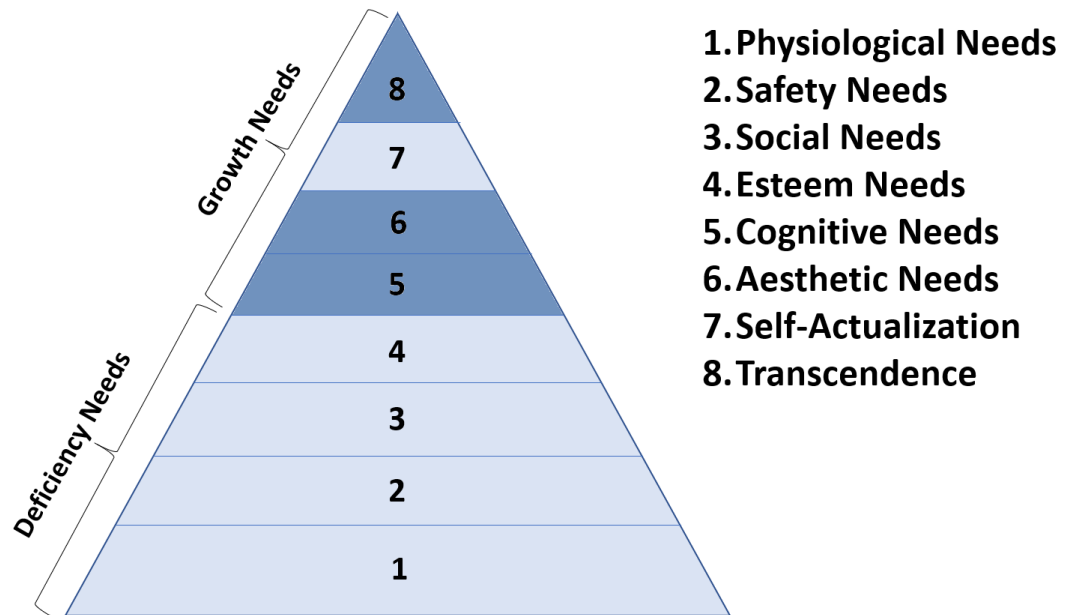 8
7
6
5
4
3
2
1
Growth Needs
Deficiency Needs
1.Physiological Needs
2.Safety Needs
3.Social Needs
4.Esteem Needs
5.Cognitive Needs
6.Aesthetic Needs
7.Self-Actualization
8.Transcendence